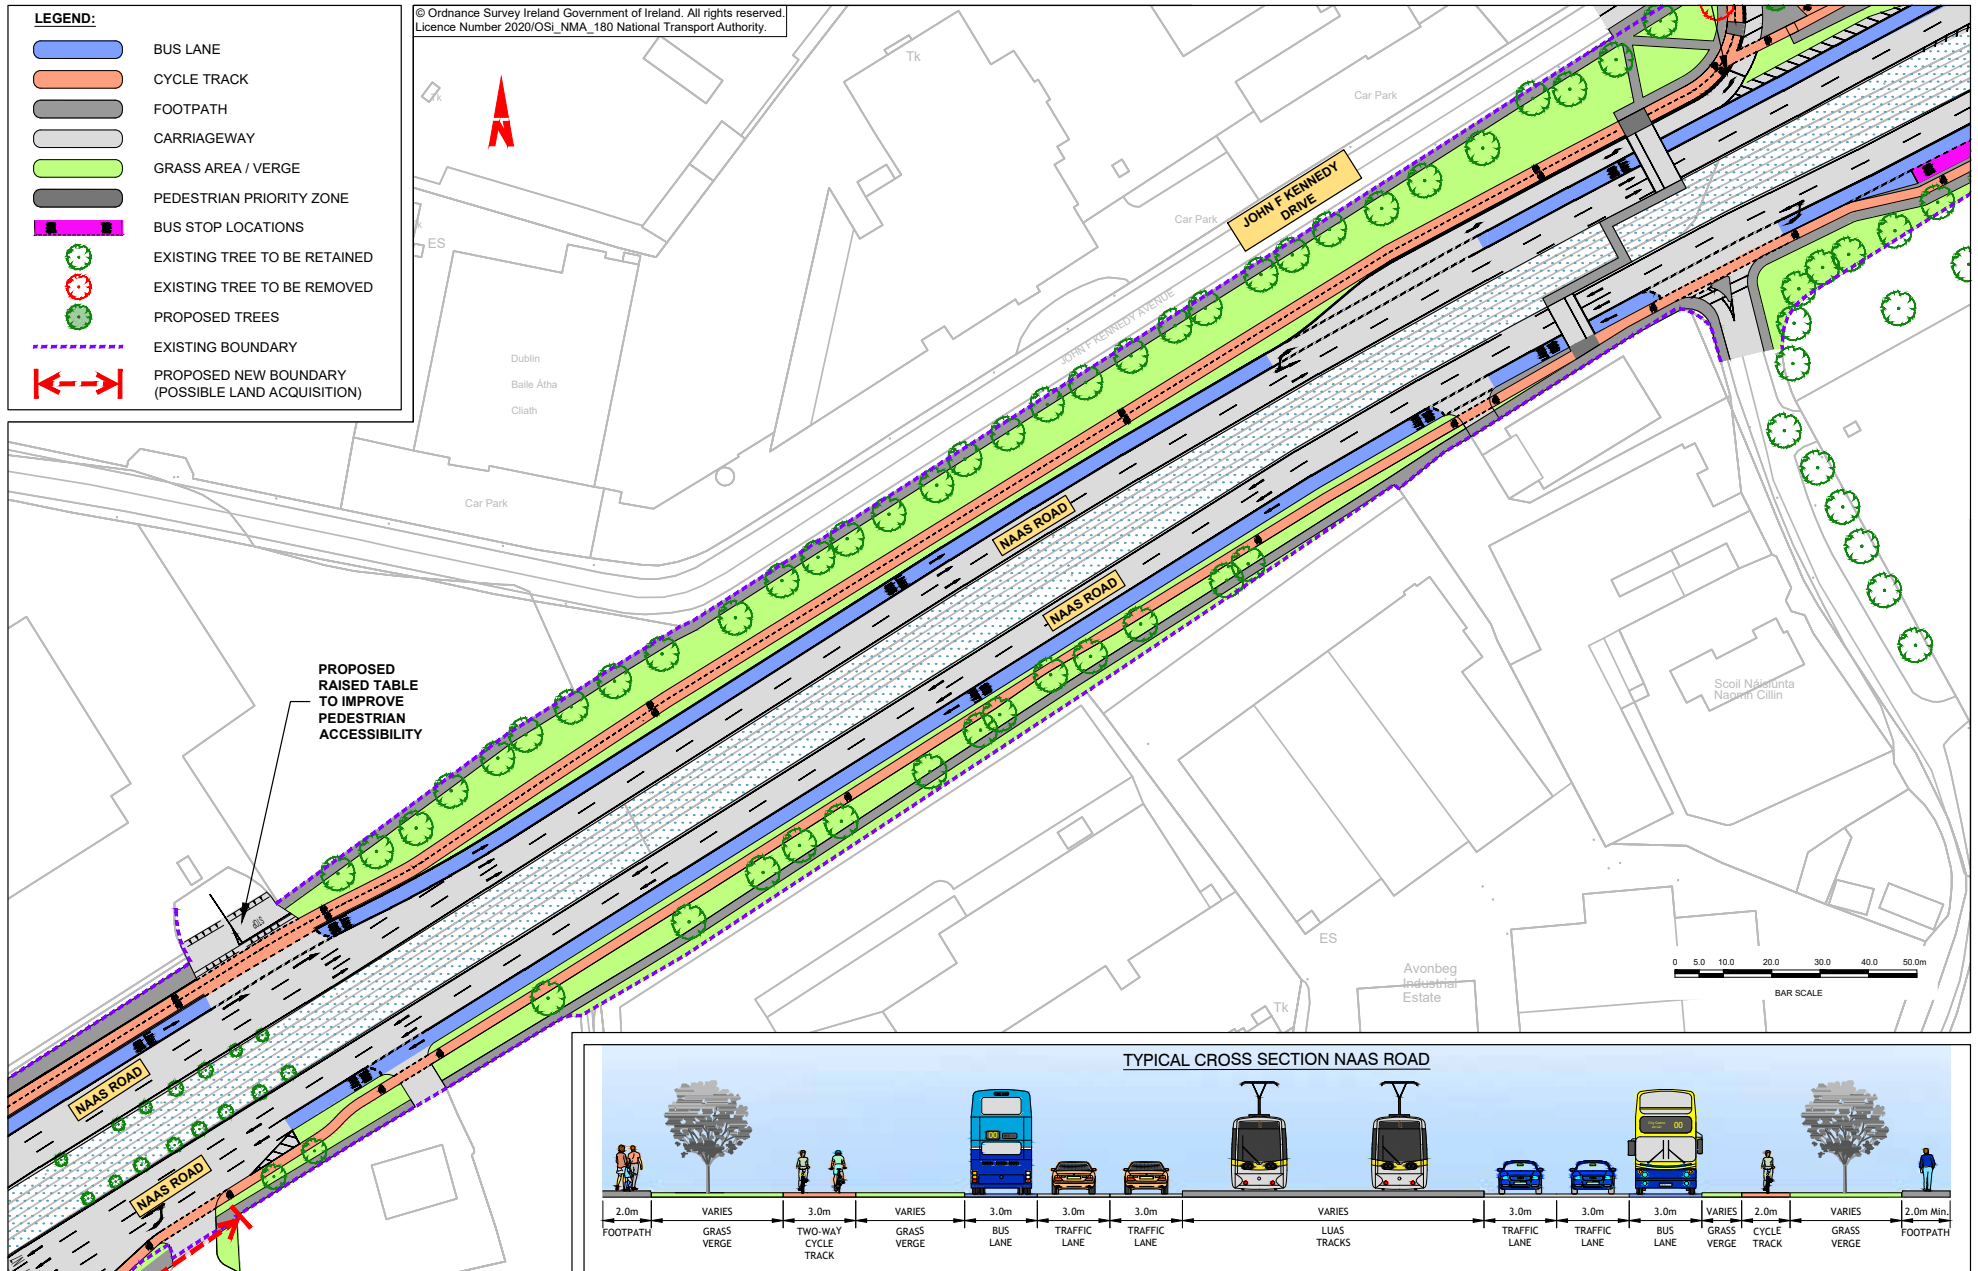 LEGEND:
BUS LANE
CYCLE TRACK
FOOTPATH
CARRIAGEWAY
GRASS AREA / VERGE
PEDESTRIAN PRIORITY ZONE
BUS STOP LOCATIONS
EXISTING TREE TO BE RETAINED
EXISTING TREE TO BE REMOVED
PROPOSED TREES
EXISTING BOUNDARY
PROPOSED NEW BOUNDARY
(POSSIBLE LAND ACQUISITION)
© Ordnance Survey Ireland Government of Ireland. All rights reserved.
Licence Number 2020/OSi_NMA_180 National Transport Authority.
N
Tk
Tk
Car Park
ES
Car Park
JOHN F KENNEDY
DRIVE
JOHN F KENNEDY AVENUE
Dublin
Baile Átha
Cliath
Car Park
NAAS ROAD
NAAS ROAD
PROPOSED
RAISED TABLE
TO IMPROVE
PEDESTRIAN
ACCESSIBILITY
STOP
Scoil Náisiúnta
Naomh Cillin
ES
Avonbeg
Industrial
Estate
Tk
0 5.0 10.0 20.0 30.0 40.0 50.0m
BAR SCALE
NAAS ROAD
NAAS ROAD
TYPICAL CROSS SECTION NAAS ROAD
00
00
2.0m VARIES 3.0m VARIES 3.0m 3.0m 3.0m VARIES 3.0m 3.0m 3.0m VARIES 2.0m VARIES 2.0m Min.
FOOTPATH
GRASS
VERGE
TWO-WAY
CYCLE
TRACK
GRASS
VERGE
BUS
LANE
TRAFFIC
LANE
TRAFFIC
LANE
LUAS
TRACKS
TRAFFIC
LANE
TRAFFIC
LANE
BUS
LANE
GRASS
VERGE
CYCLE
TRACK
GRASS
VERGE
FOOTPATH